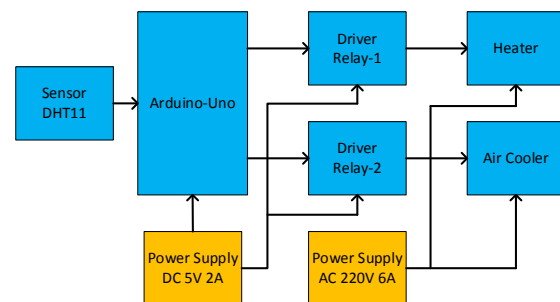 Driver
Relay-1
Heater
Sensor
DHT11
Arduino-Uno
Driver
Relay-2
Air Cooler
Power Supply
DC 5V 2A
Power Supply
AC 220V 6A